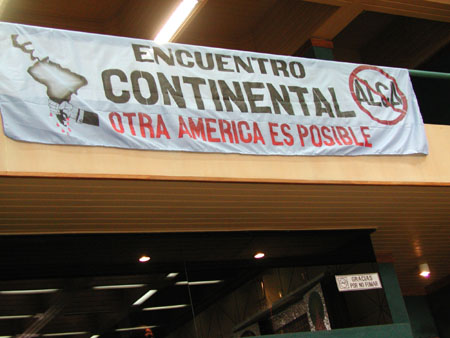 ENCUENTRO
CONTINENTAL
OTRA AMERICA ES POSIBLE
ALCA
GRACIAS
POR NO FUMAR